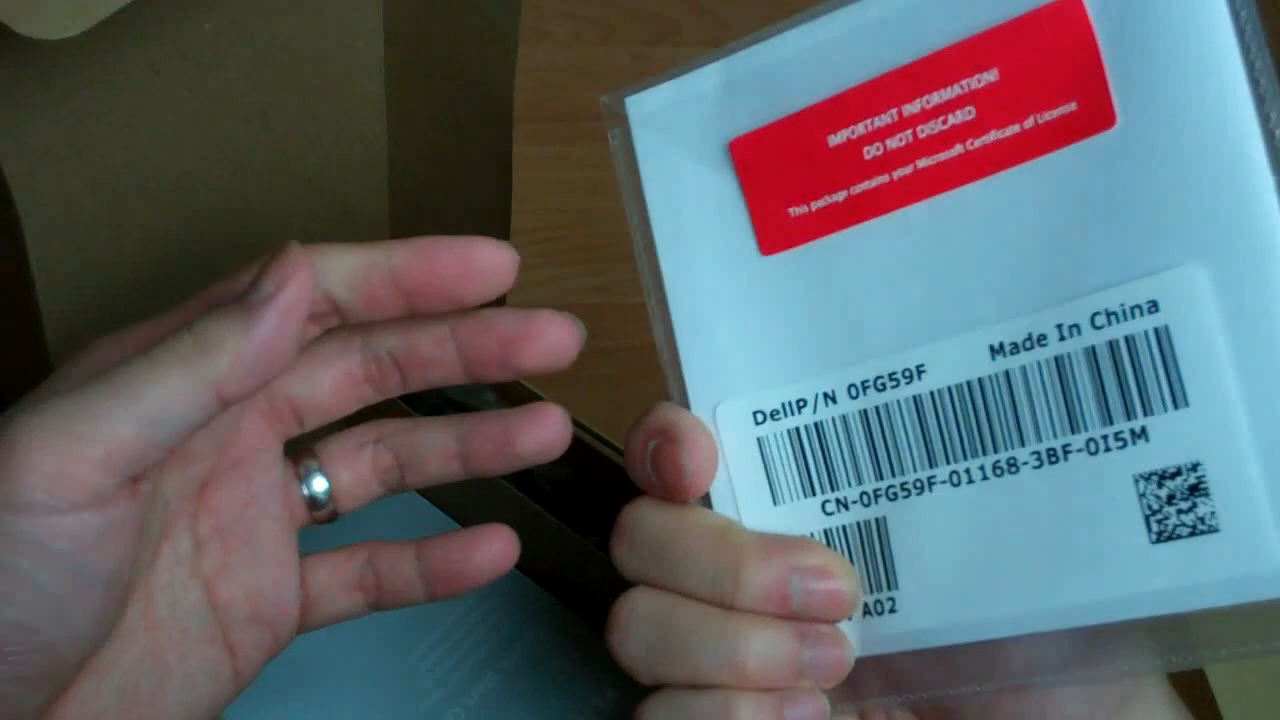 IMPORTANT INFORMATION!
DO NOT DISCARD
This package contains your Microsoft Certificate of License
DellP/N 0FG59F
Made In China
CN-0FG59F-01168-3BF-0I5M
A02